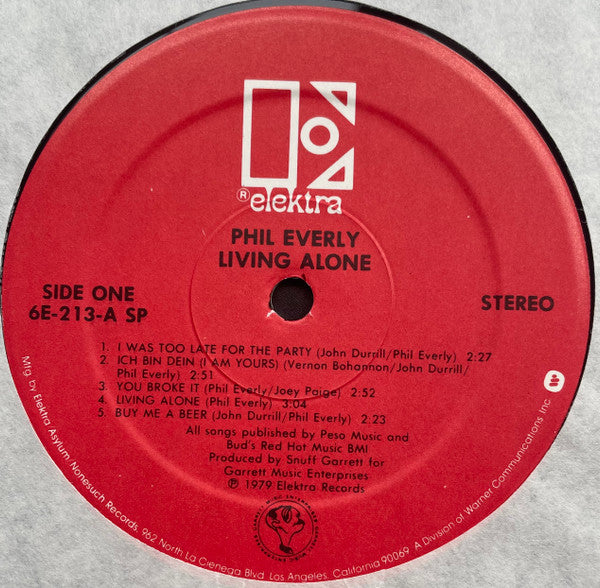 ® elektra
PHIL EVERLY
LIVING ALONE
SIDE ONE
6E-213-A SP
STEREO
1. I WAS TOO LATE FOR THE PARTY (John Durrill/Phil Everly) 2:27
2. ICH BIN DEIN (I AM YOURS) (Vernon Bohannon/John Durrill/
Phil Everly) 2:51
3. YOU BROKE IT (Phil Everly/Joey Paige) 2:52
4. LIVING ALONE (Phil Everly) 3:04
5. BUY ME A BEER (John Durrill/Phil Everly) 2:23
All songs published by Peso Music and
Bud's Red Hot Music BMI
Produced by Snuff Garrett for
Garrett Music Enterprises
℗ 1979 Elektra Records
Mfg by Elektra Asylum/Nonesuch Records, 962 North La Cienega Blvd Los Angeles, California 90069 A Division of Warner Communications Inc